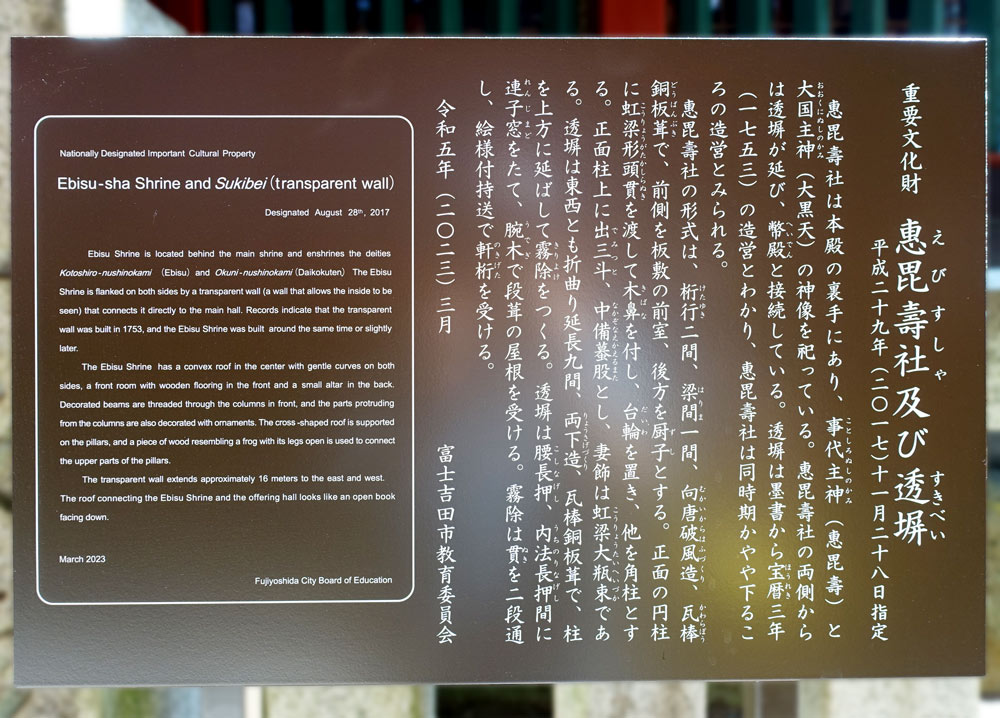 重要文化財　惠毘壽社及び透塀
えびすしゃ　すきべい
平成二十九年（二〇一七）十一月二十八日指定
惠毘壽社は本殿の裏手にあり、事代主神（惠毘壽）と
大国主神（大黒天）の神像を祀っている。惠毘壽社の両側から
は透塀が延び、幣殿と接続している。透塀は墨書から宝暦三年
（一七五三）の造営とわかり、惠毘壽社は同時期かやや下るこ
ろの造営とみられる。
惠毘壽社の形式は、桁行二間、梁間一間、向唐破風造、瓦棒
銅板葺で、前側を板敷の前室、後方を厨子とする。正面の円柱
に虹梁形頭貫を渡して木鼻を付し、台輪を置き、他を角柱とす
る。正面柱上に出三斗、中備蟇股とし、妻飾は虹梁大瓶束であ
る。透塀は東西とも折曲り延長九間、両下造、瓦棒銅板葺で、柱
を上方に延ばして霧除をつくる。透塀は腰長押、内法長押間に
連子窓をたて、腕木で段葺の屋根を受ける。霧除は貫を二段通
し、絵様付持送で軒桁を受ける。
令和五年（二〇二三）三月　富士吉田市教育委員会
Nationally Designated Important Cultural Property
Ebisu-sha Shrine and Sukibei (transparent wall)
Designated August 28th, 2017
Ebisu Shrine is located behind the main shrine and enshrines the deities
Kotoshiro-nushinokami (Ebisu) and Okuni-nushinokami (Daikokuten) The Ebisu
Shrine is flanked on both sides by a transparent wall (a wall that allows the inside to be
seen) that connects it directly to the main hall. Records indicate that the transparent
wall was built in 1753, and the Ebisu Shrine was built around the same time or slightly
later.
The Ebisu Shrine has a convex roof in the center with gentle curves on both
sides, a front room with wooden flooring in the front and a small altar in the back.
Decorated beams are threaded through the columns in front, and the parts protruding
from the columns are also decorated with ornaments. The cross-shaped roof is supported
on the pillars, and a piece of wood resembling a frog with its legs open is used to connect
the upper parts of the pillars.
The transparent wall extends approximately 16 meters to the east and west.
The roof connecting the Ebisu Shrine and the offering hall looks like an open book
facing down.
March 2023
Fujiyoshida City Board of Education